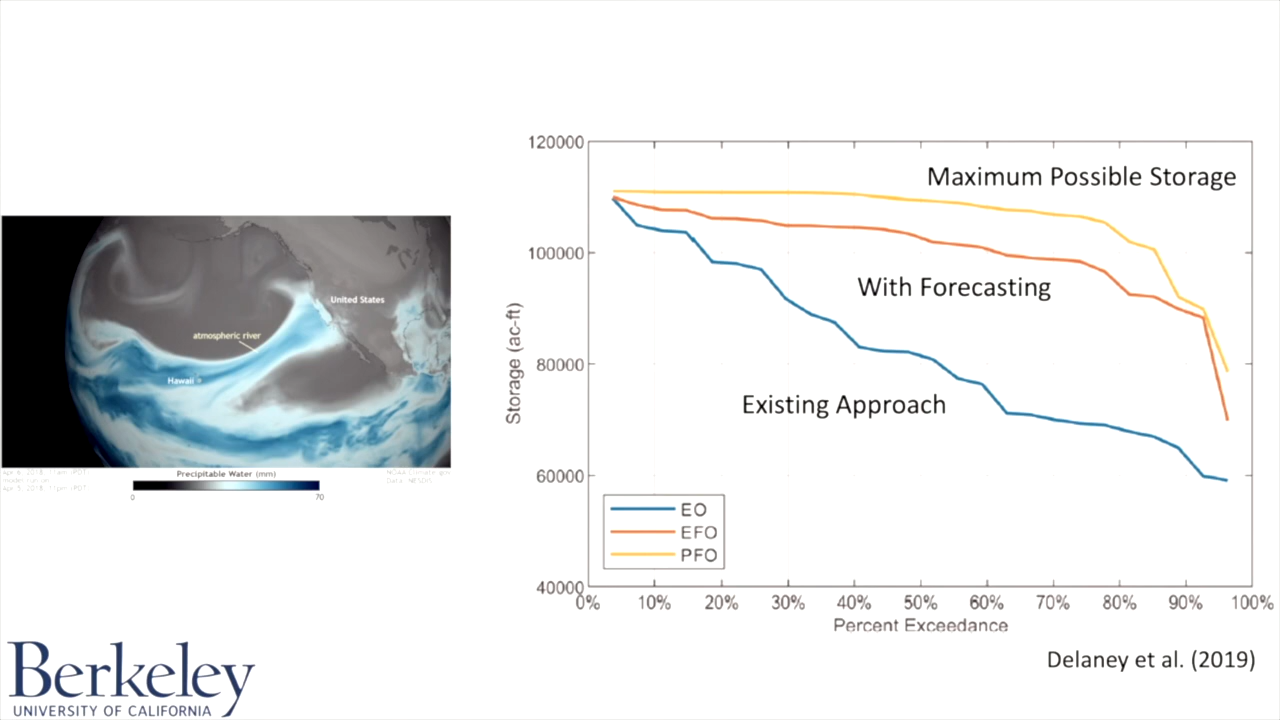 United States
atmospheric river
Hawaii
Precipitable Water (mm)
0
70
Berkeley
UNIVERSITY OF CALIFORNIA
120000
100000
80000
60000
40000
Storage (ac-ft)
Maximum Possible Storage
With Forecasting
Existing Approach
EO
EFO
PFO
0%
10%
20%
30%
40%
50%
60%
70%
80%
90%
100%
Percent Exceedance
Delaney et al. (2019)